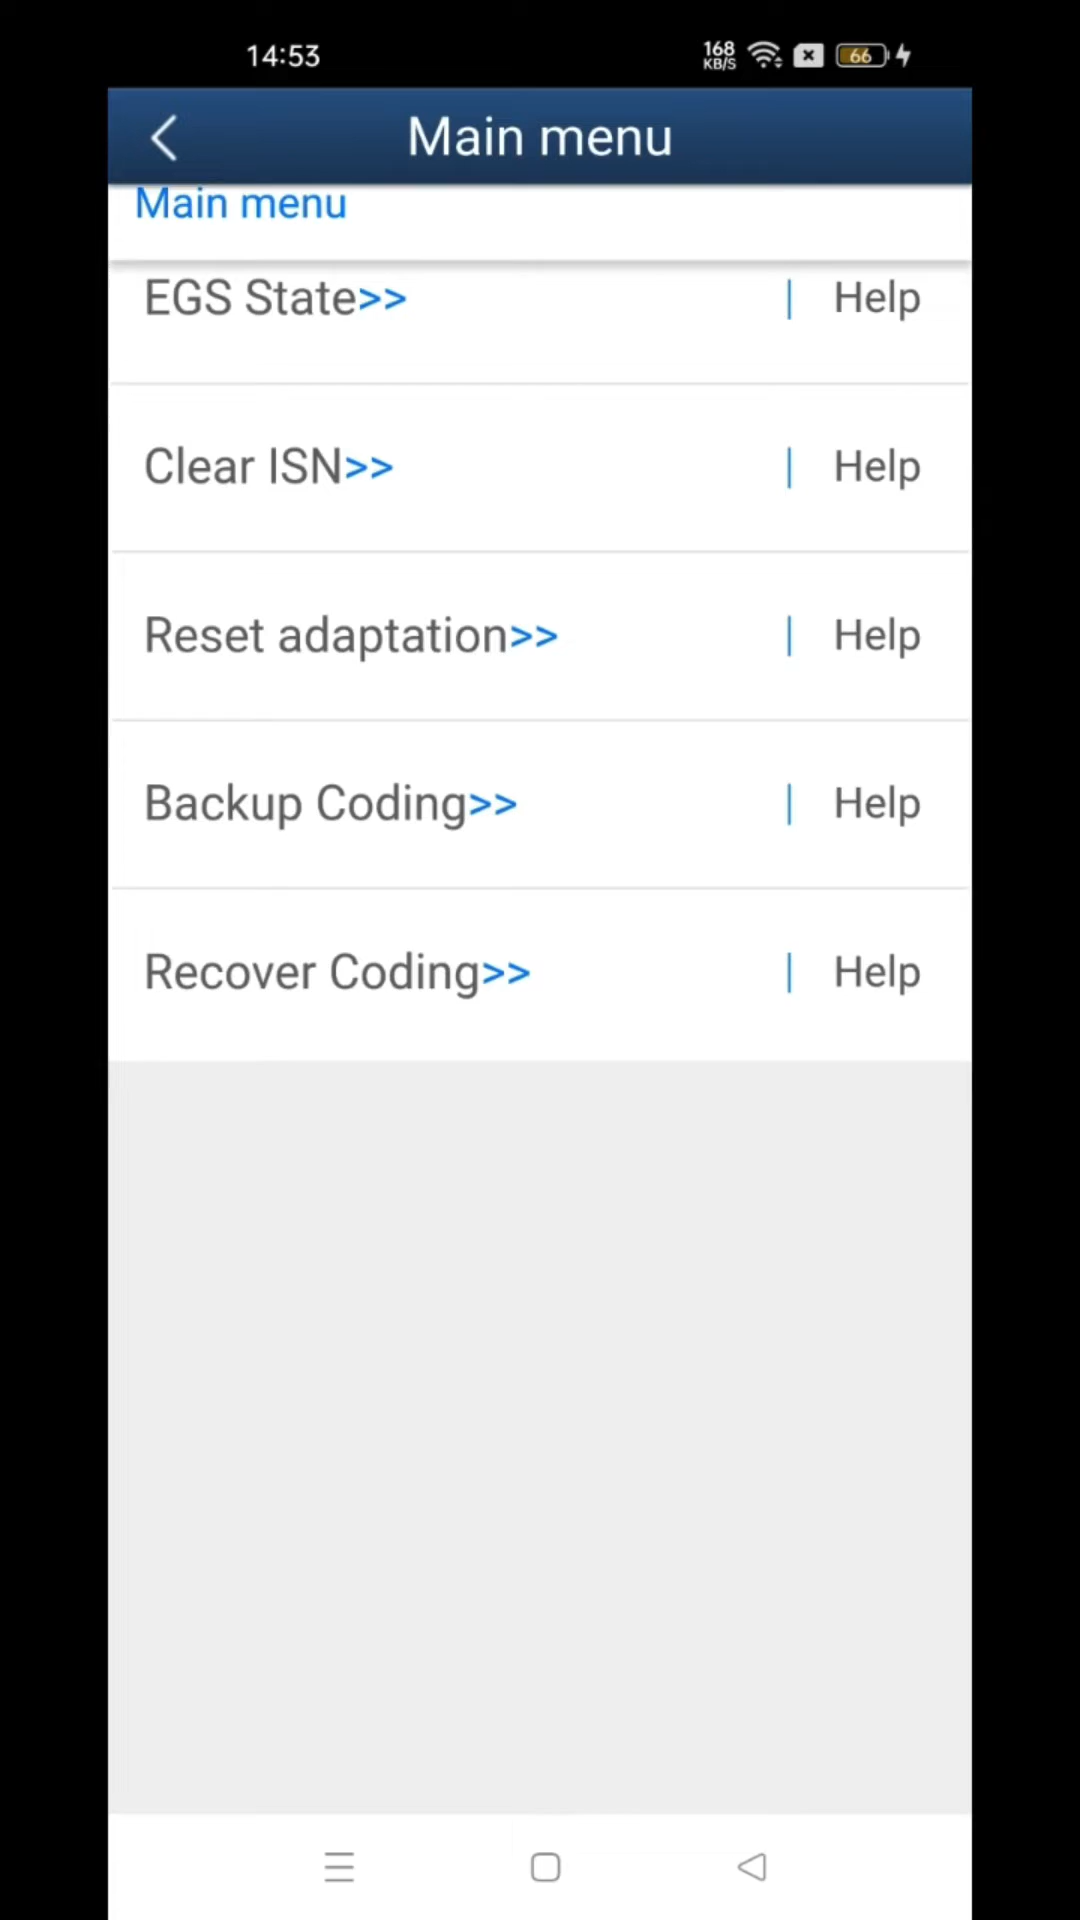 14:53
168
KB/S
66
Main menu
Main menu
EGS State>> | Help
Clear ISN>> | Help
Reset adaptation>> | Help
Backup Coding>> | Help
Recover Coding>> | Help